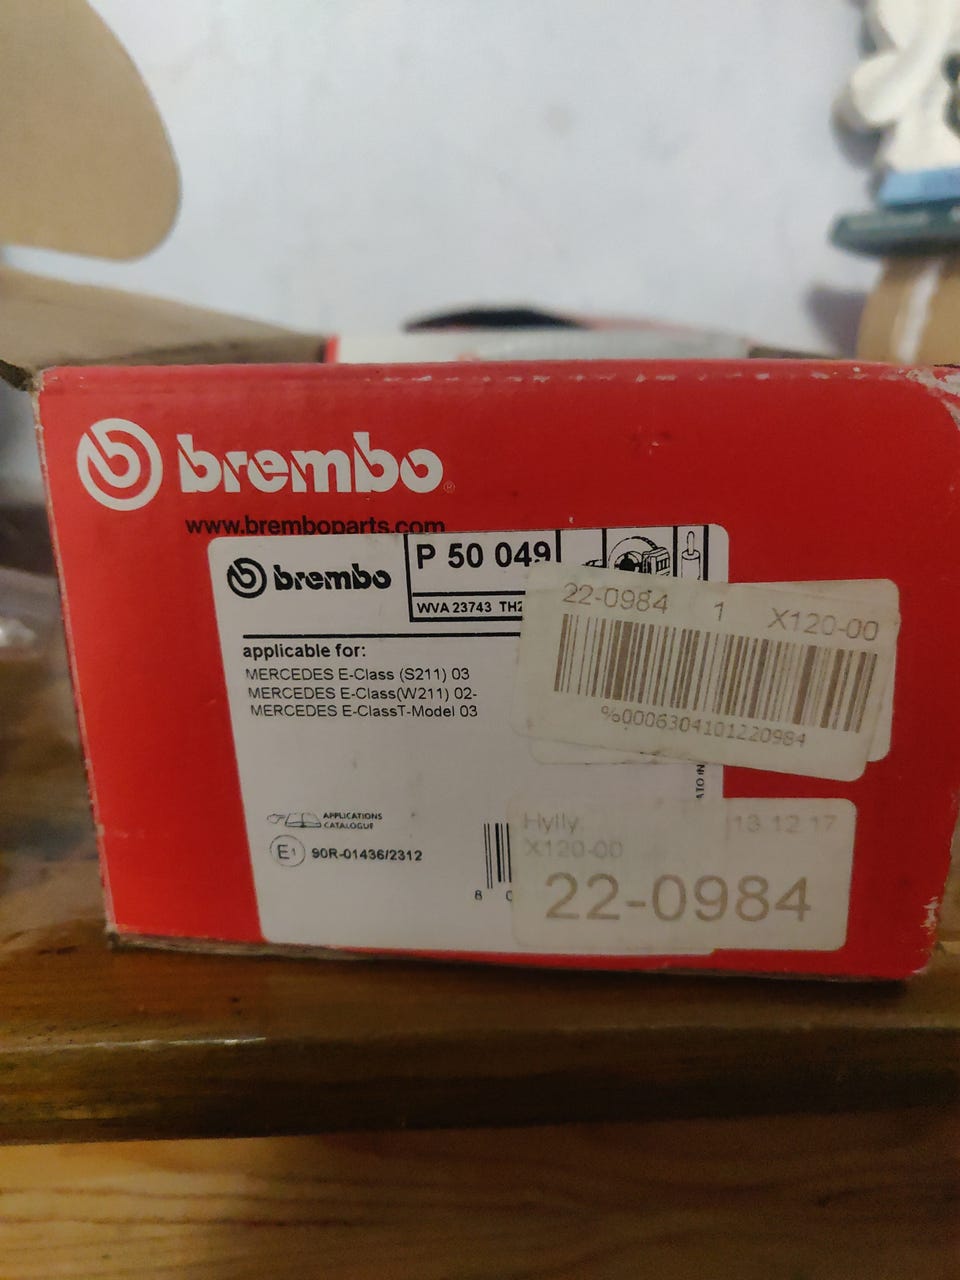 brembo
www.bremboparts.com
brembo
P 50 049
WVA 23743
applicable for:
MERCEDES E-Class (S211) 03
MERCEDES E-Class(W211) 02-
MERCEDES E-ClassT-Model 03
22-0984 1 X120-00
%0006304101220984
APPLICATIONS
CATALOGUE
E1 90R-01436/2312
8
Hylly 13.12.17
X120-00
22-0984